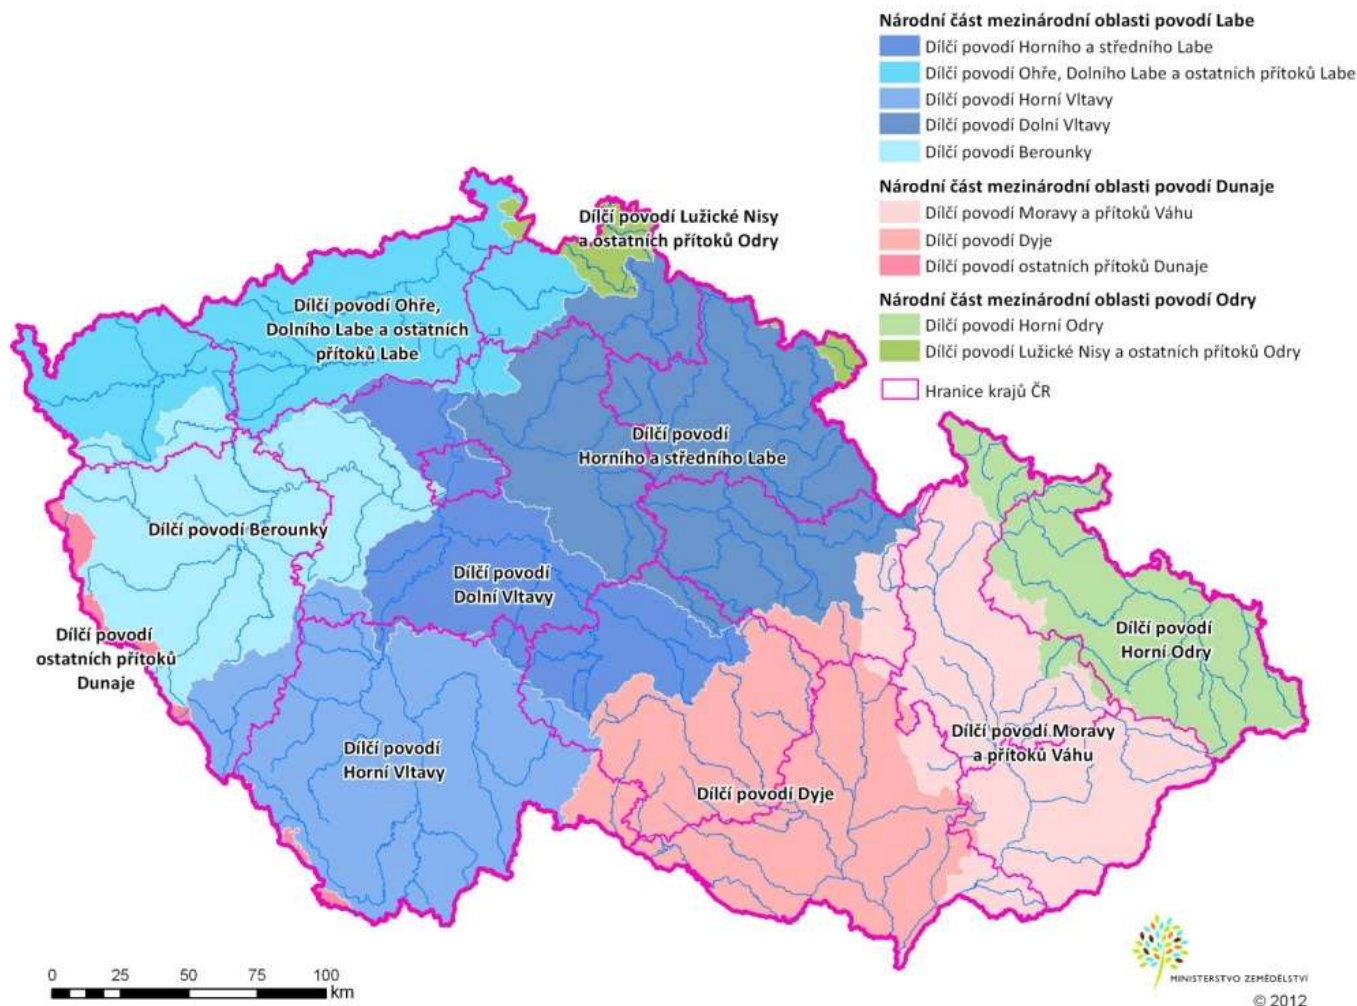 Národní část mezinárodní oblasti povodí Labe
Dílčí povodí Horního a středního Labe
Dílčí povodí Ohře, Dolního Labe a ostatních přítoků Labe
Dílčí povodí Horní Vltavy
Dílčí povodí Dolní Vltavy
Dílčí povodí Berounky
Národní část mezinárodní oblasti povodí Dunaje
Dílčí povodí Moravy a přítoků Váhu
Dílčí povodí Dyje
Dílčí povodí ostatních přítoků Dunaje
Národní část mezinárodní oblasti povodí Odry
Dílčí povodí Horní Odry
Dílčí povodí Lužické Nisy a ostatních přítoků Odry
Hranice krajů ČR
Dílčí povodí Lužické Nisy
a ostatních přítoků Odry
Dílčí povodí Ohře,
Dolního Labe a ostatních
přítoků Labe
Dílčí povodí
Horního a středního Labe
Dílčí povodí Berounky
Dílčí povodí
Dolní Vltavy
Dílčí povodí
ostatních přítoků
Dunaje
Dílčí povodí
Horní Odry
Dílčí povodí
Horní Vltavy
Dílčí povodí Moravy
a přítoků Váhu
Dílčí povodí Dyje
0 25 50 75 100
km
MINISTERSTVO ZEMĚDĚLSTVÍ
© 2012